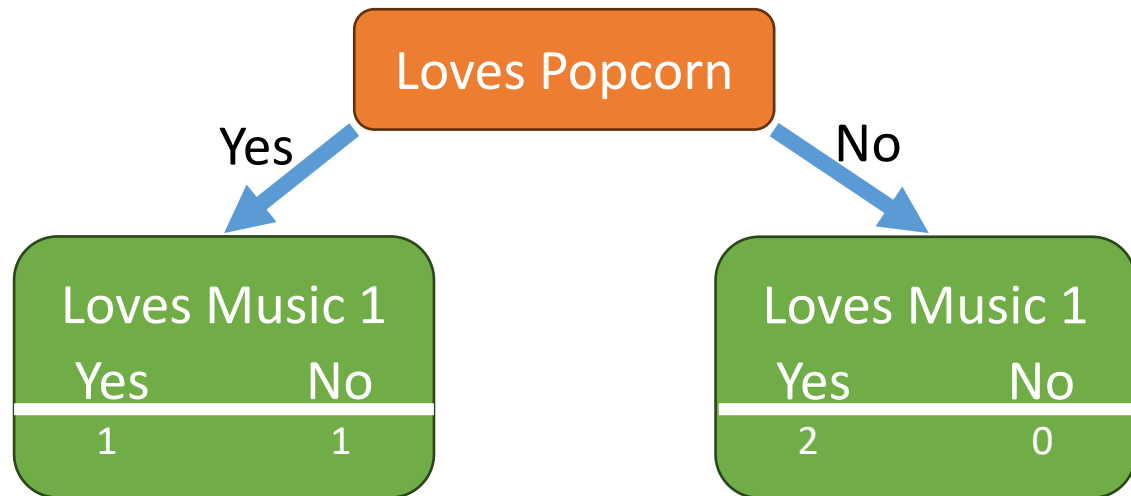 Loves Popcorn
Yes No
Loves Music 1 Loves Music 1
Yes No Yes No
1 1 2 0